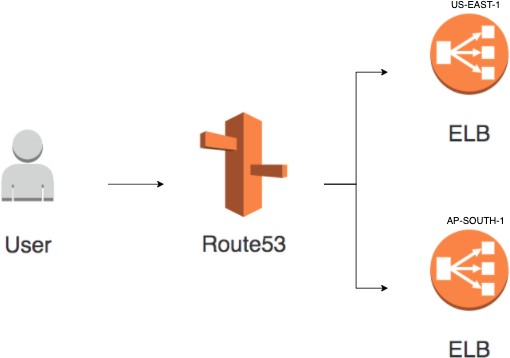 US-EAST-1
ELB
User
Route53
AP-SOUTH-1
ELB